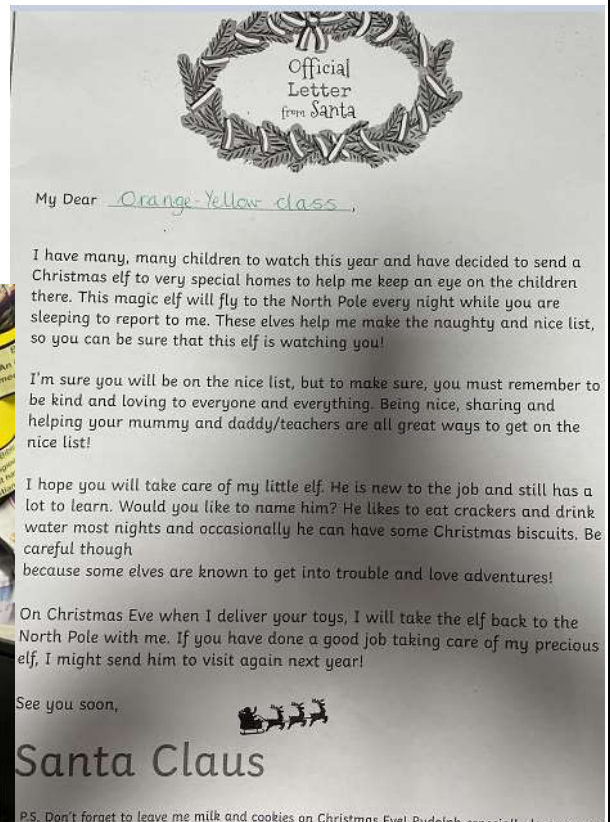 Official
Letter
from Santa
My Dear Orange-Yellow class,
I have many, many children to watch this year and have decided to send a
Christmas elf to very special homes to help me keep an eye on the children
there. This magic elf will fly to the North Pole every night while you are
sleeping to report to me. These elves help me make the naughty and nice list,
so you can be sure that this elf is watching you!
I'm sure you will be on the nice list, but to make sure, you must remember to
be kind and loving to everyone and everything. Being nice, sharing and
helping your mummy and daddy/teachers are all great ways to get on the
nice list!
I hope you will take care of my little elf. He is new to the job and still has a
lot to learn. Would you like to name him? He likes to eat crackers and drink
water most nights and occasionally he can have some Christmas biscuits. Be
careful though
because some elves are known to get into trouble and love adventures!
On Christmas Eve when I deliver your toys, I will take the elf back to the
North Pole with me. If you have done a good job taking care of my precious
elf, I might send him to visit again next year!
See you soon,
Santa Claus
P.S. Don't forget to leave me milk and cookies on Christmas Eve! Rudolph